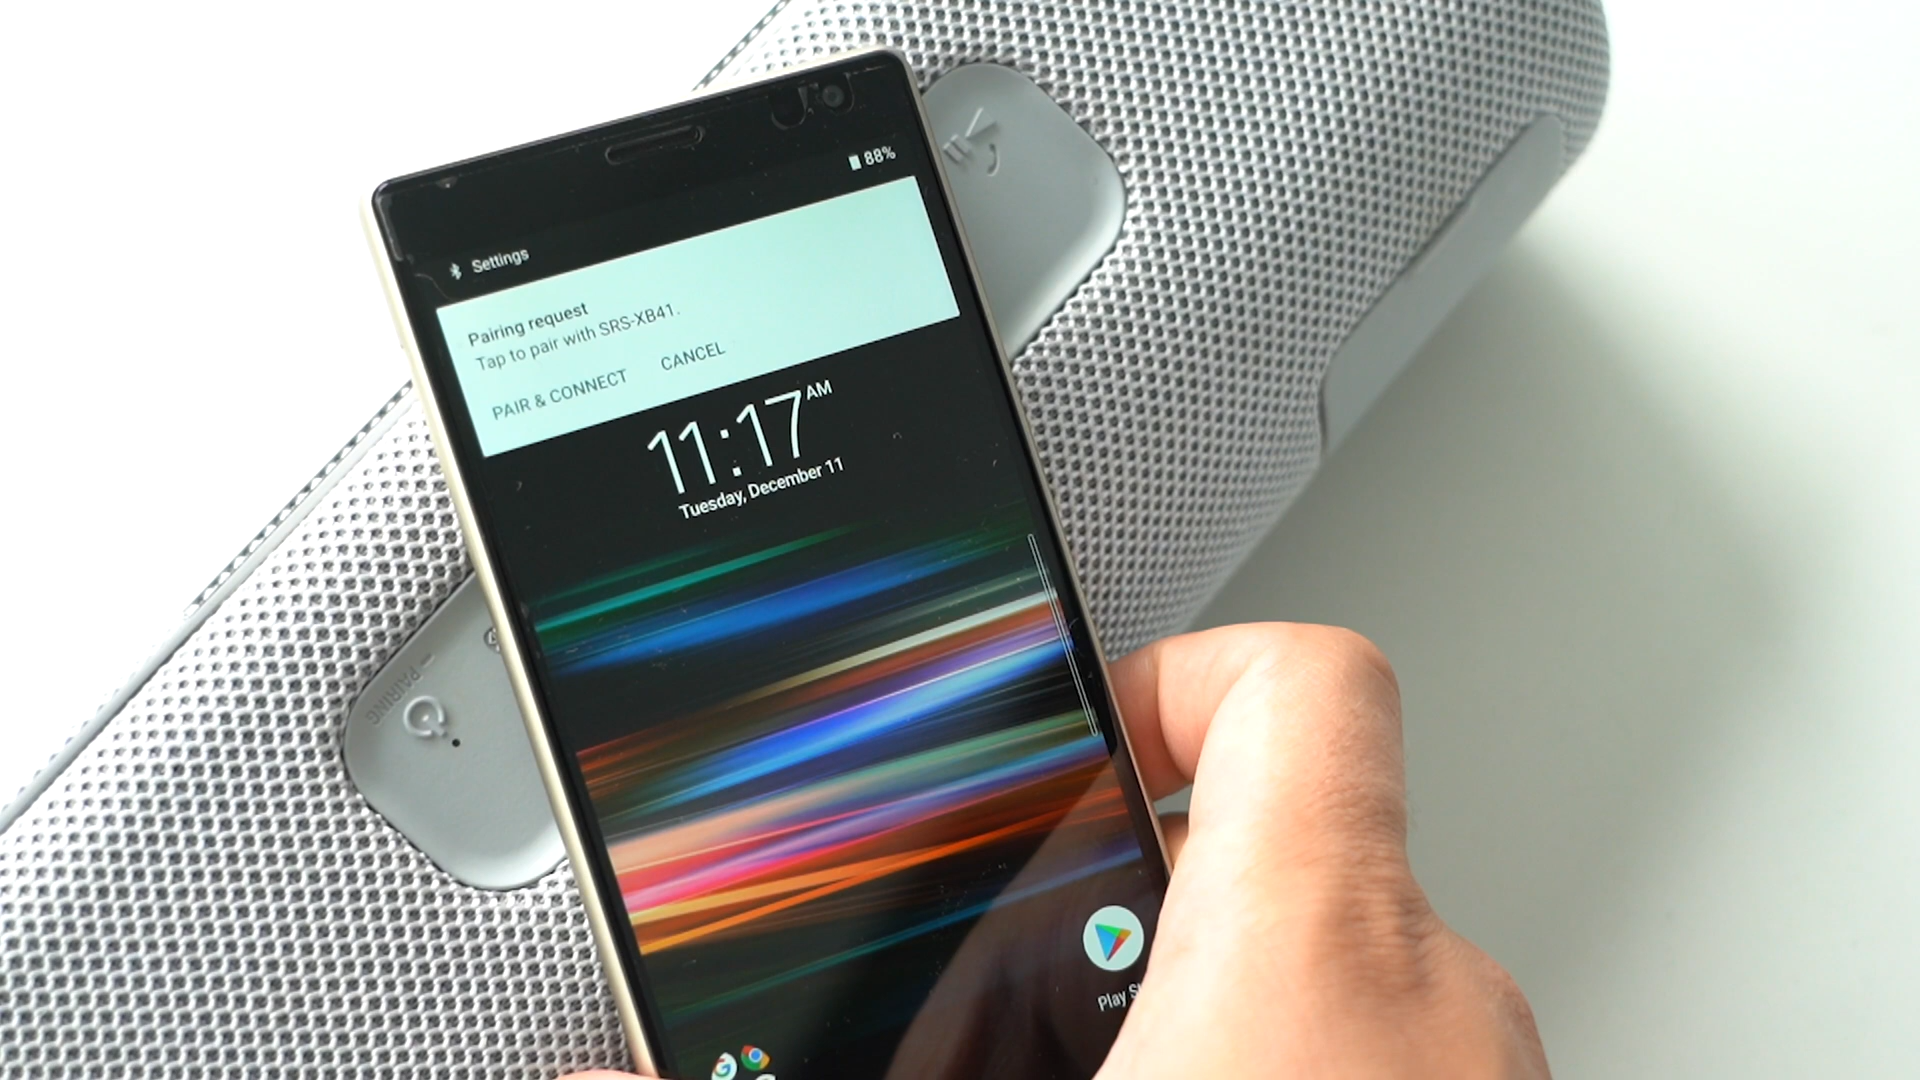 88%
Settings
Pairing request
Tap to pair with SRS-XB41.
PAIR & CONNECT CANCEL
11:17 AM
Tuesday, December 11
PAIRING
Play